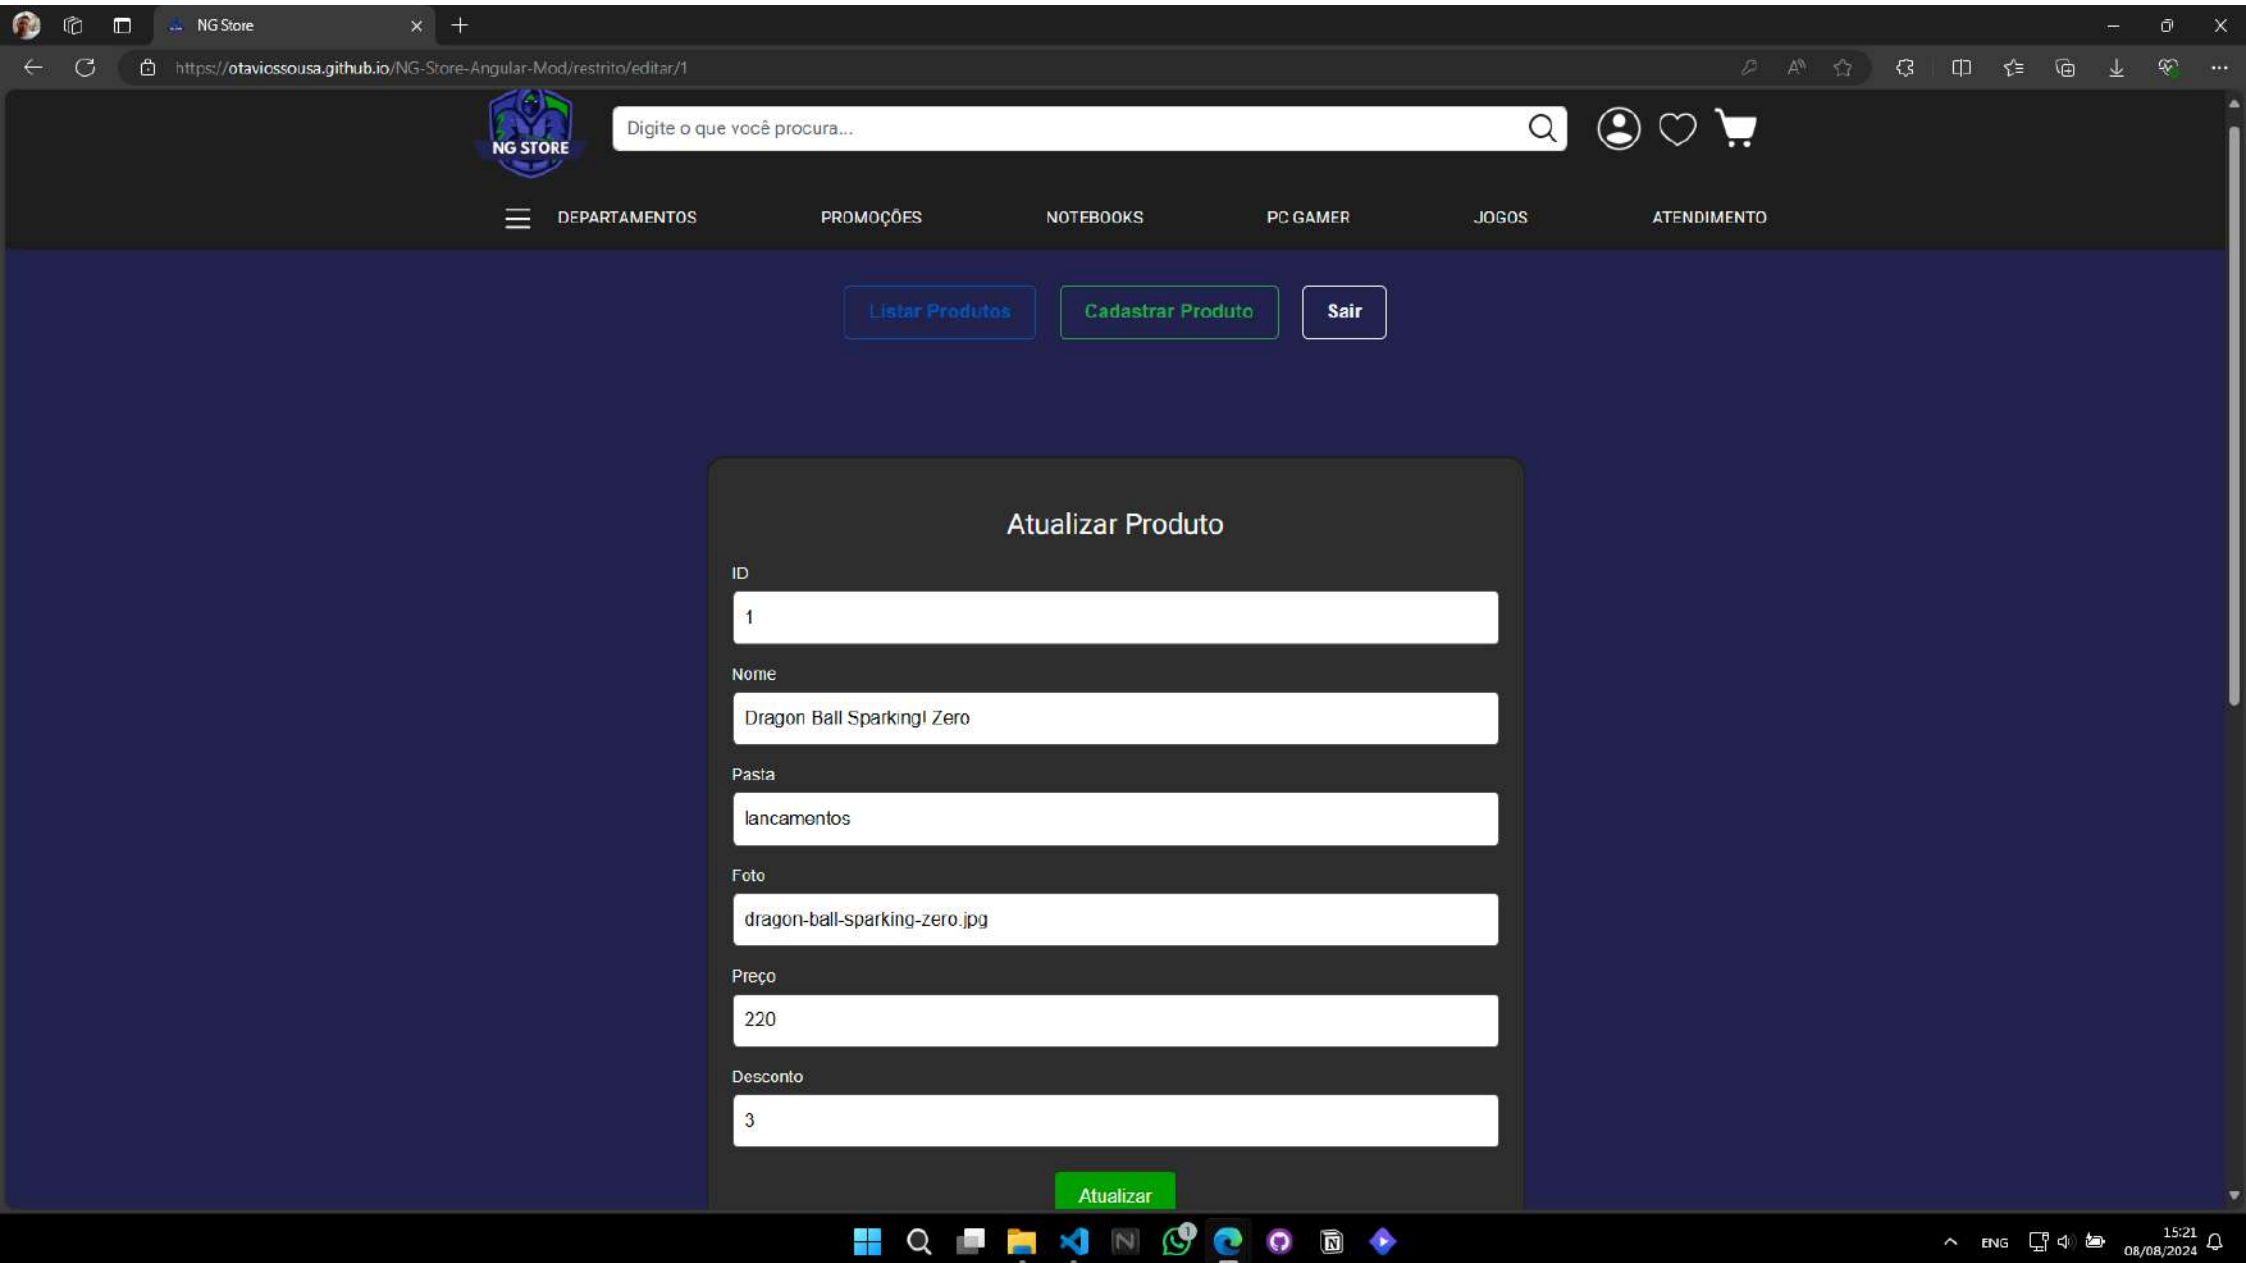 NG Store
https://otaviossousa.github.io/NG-Store-Angular-Mod/restrito/editar/1
NG STORE
Digite o que você procura...
DEPARTAMENTOS PROMOÇÕES NOTEBOOKS PC GAMER JOGOS ATENDIMENTO
Listar Produtos Cadastrar Produto Sair
Atualizar Produto
ID
1
Nome
Dragon Ball Sparking! Zero
Pasta
lancamentos
Foto
dragon-ball-sparking-zero.jpg
Preço
220
Desconto
3
Atualizar
1
ENG
15:21
08/08/2024